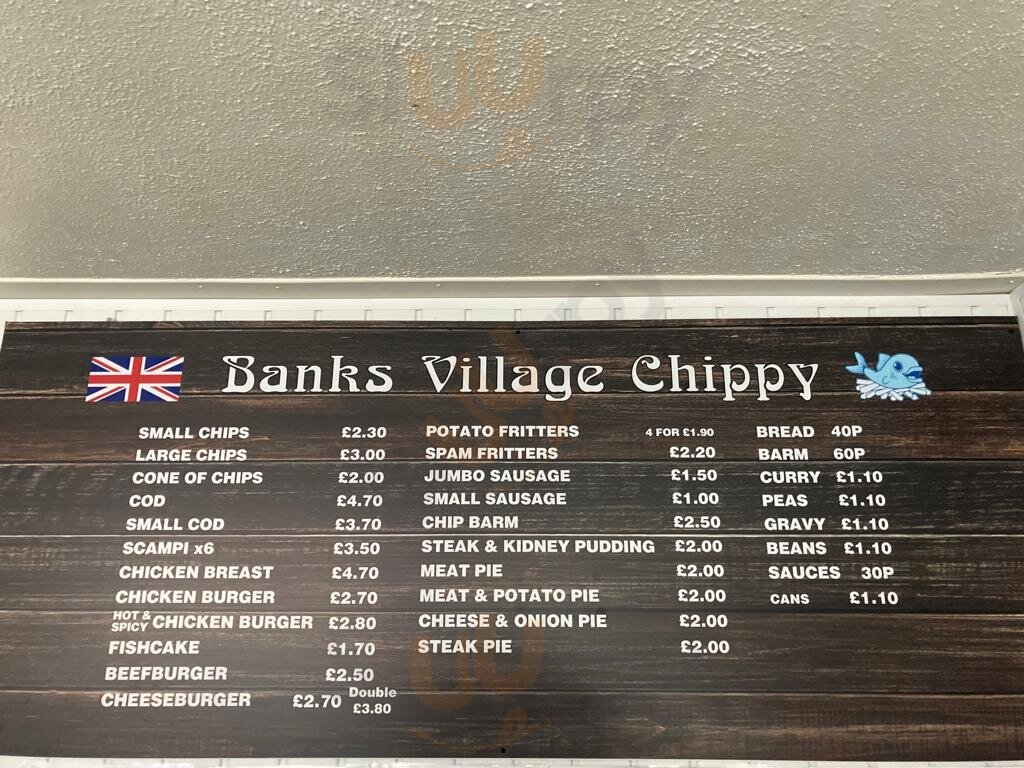 Banks Village Chippy
SMALL CHIPS £2.30
LARGE CHIPS £3.00
CONE OF CHIPS £2.00
COD £4.70
SMALL COD £3.70
SCAMPI x6 £3.50
CHICKEN BREAST £4.70
CHICKEN BURGER £2.70
HOT & SPICY CHICKEN BURGER £2.80
FISHCAKE £1.70
BEEFBURGER £2.50
CHEESEBURGER £2.70 Double £3.80
POTATO FRITTERS 4 FOR £1.90
SPAM FRITTERS £2.20
JUMBO SAUSAGE £1.50
SMALL SAUSAGE £1.00
CHIP BARM £2.50
STEAK & KIDNEY PUDDING £2.00
MEAT PIE £2.00
MEAT & POTATO PIE £2.00
CHEESE & ONION PIE £2.00
STEAK PIE £2.00
BREAD 40P
BARM 60P
CURRY £1.10
PEAS £1.10
GRAVY £1.10
BEANS £1.10
SAUCES 30P
CANS £1.10